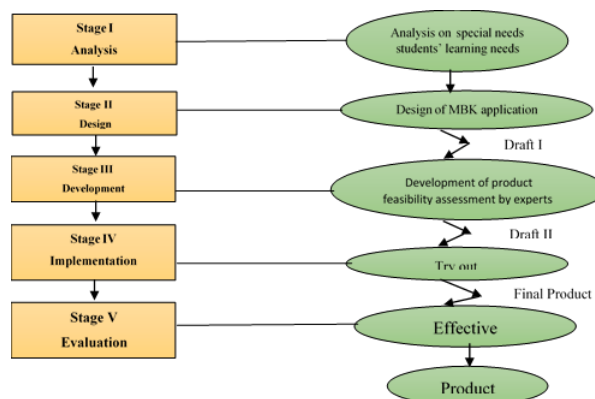 Stage I
Analysis
Analysis on special needs
students' learning needs
Stage II
Design
Design of MBK application
Draft I
Stage III
Development
Development of product
feasibility assessment by experts
Draft II
Stage IV
Implementation
Try out
Final Product
Stage V
Evaluation
Effective
Product